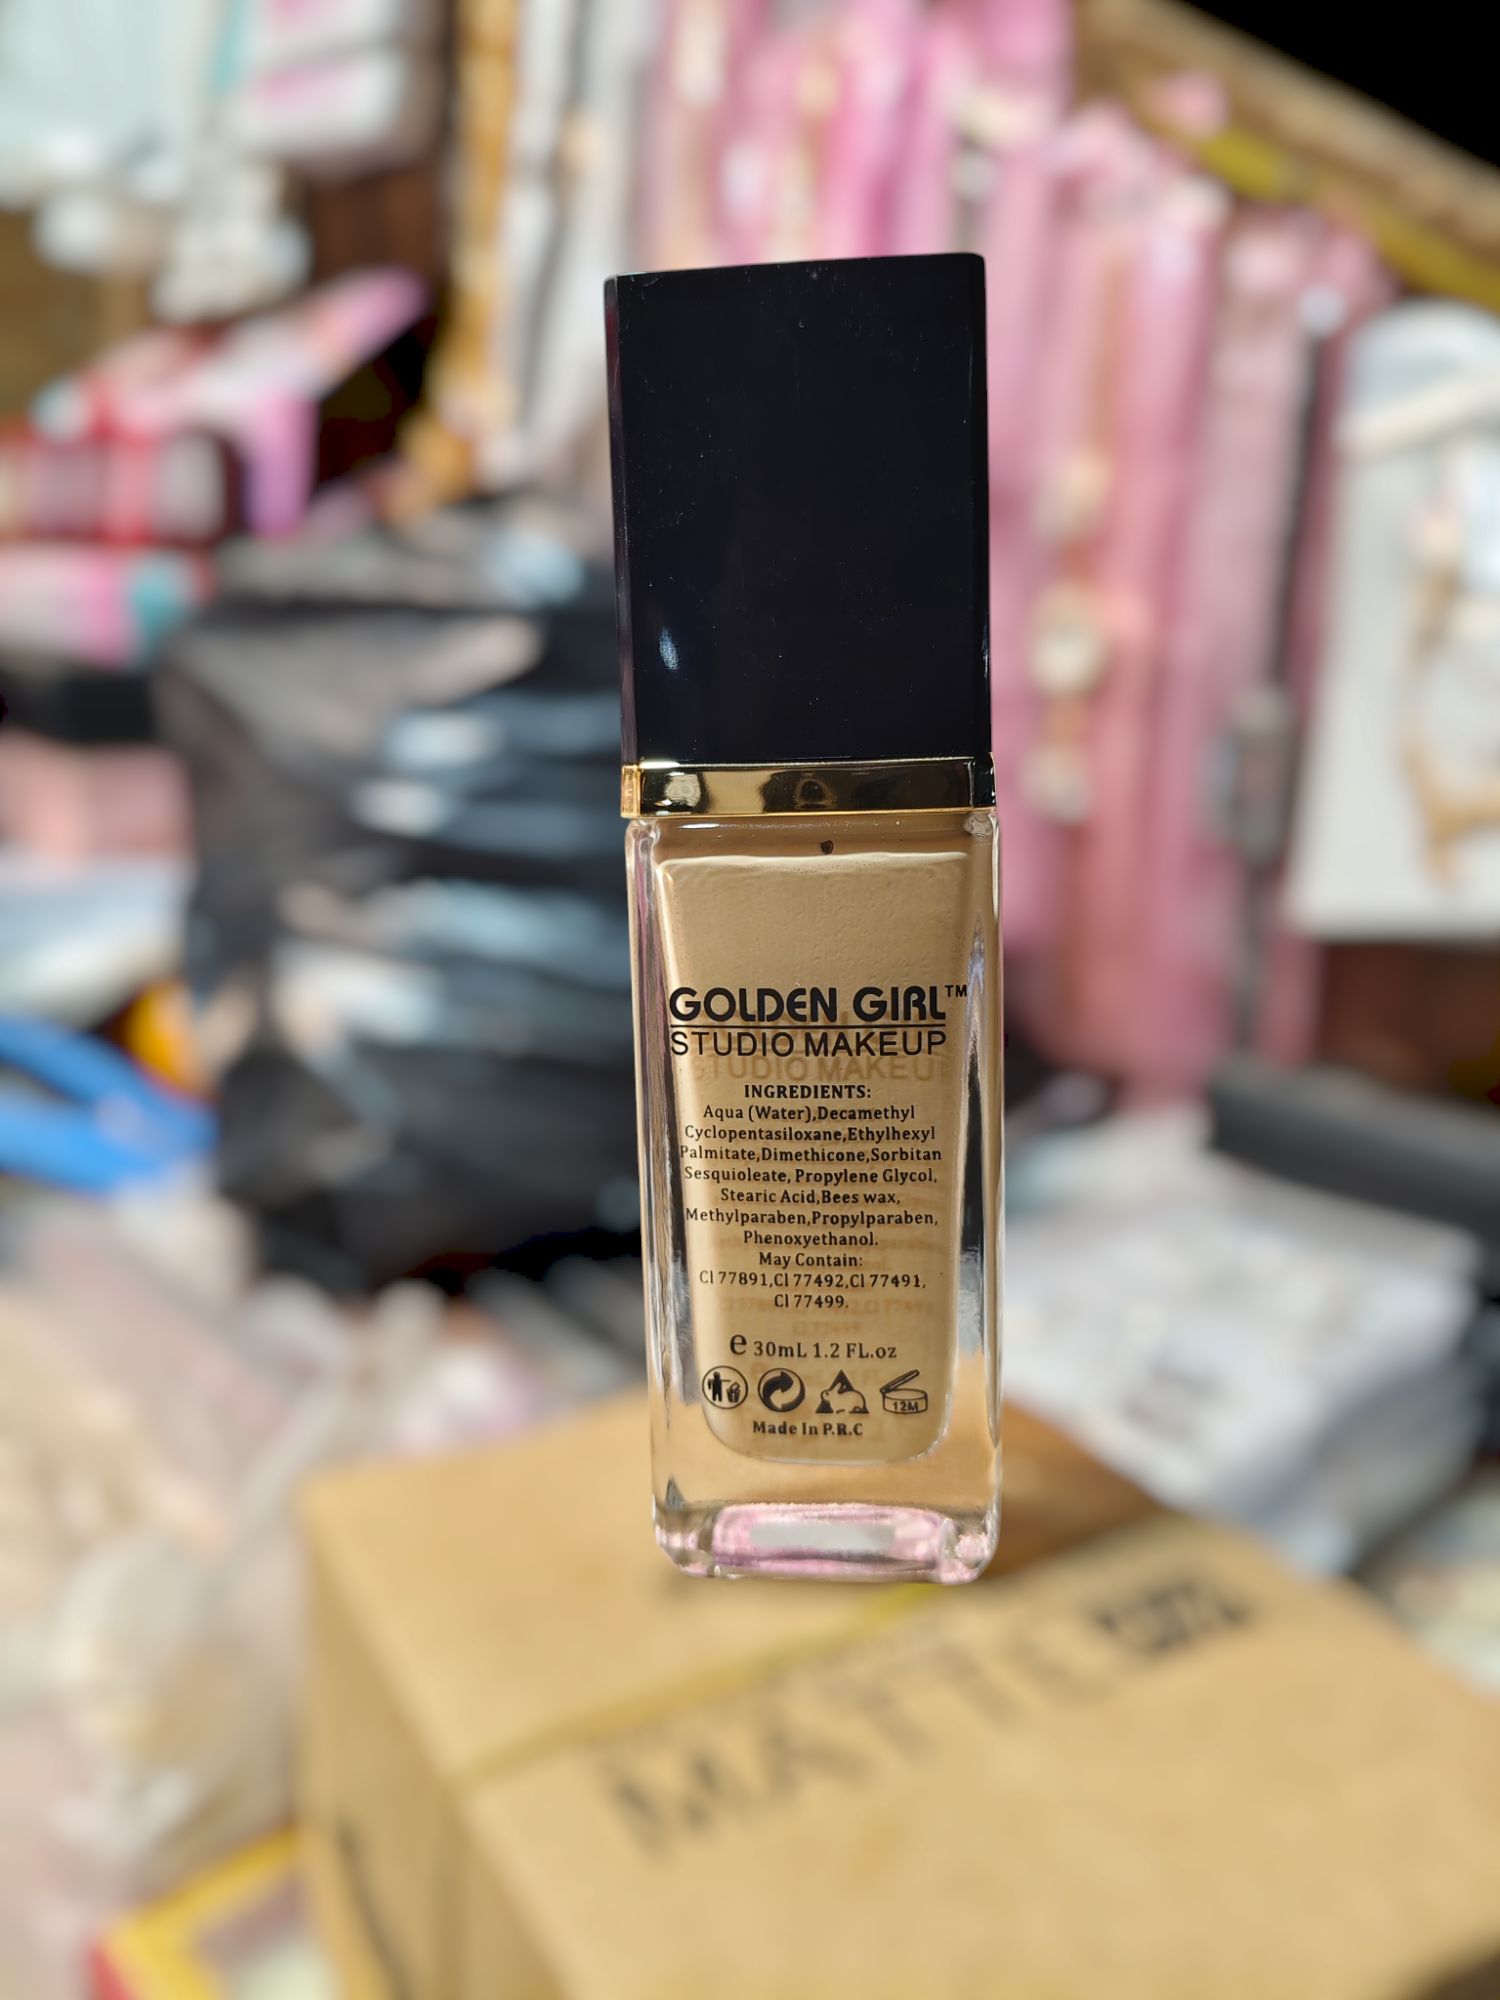 GOLDEN GIRL™
STUDIO MAKEUP
INGREDIENTS:
Aqua (Water),Decamethyl
Cyclopentasiloxane,Ethylhexyl
Palmitate,Dimethicone,Sorbitan
Sesquioleate, Propylene Glycol,
Stearic Acid,Bees wax,
Methylparaben,Propylparaben,
Phenoxyethanol.
May Contain:
Cl 77891,Cl 77492,Cl 77491,
Cl 77499.
e 30mL 1.2 FL.oz
12M
Made In P.R.C
MATTE